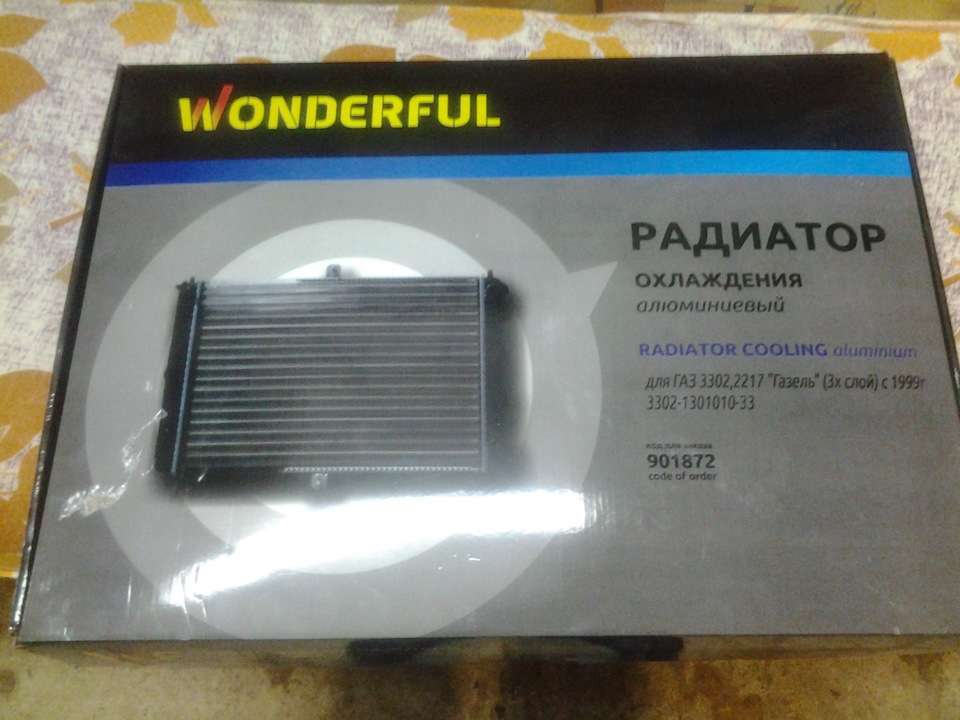 WONDERFUL
РАДИАТОР
ОХЛАЖДЕНИЯ
алюминиевый
RADIATOR COOLING aluminium
для ГАЗ 3302,2217 "Газель" (3х слой) с 1999г
3302-1301010-33
код для заказа
901872
code of order